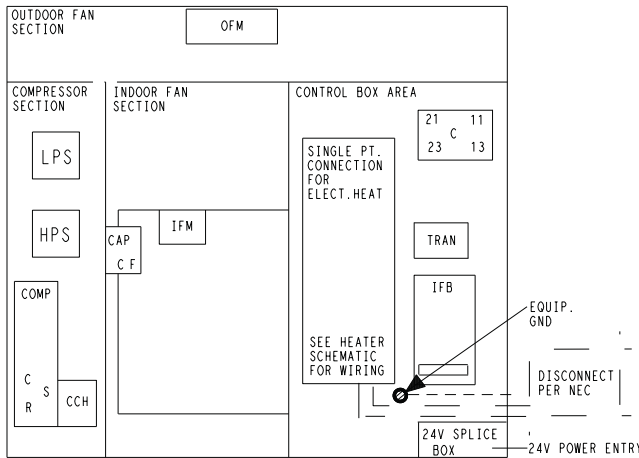 OUTDOOR FAN
SECTION
OFM
COMPRESSOR
SECTION
INDOOR FAN
SECTION
CONTROL BOX AREA
LPS
HPS
COMP
C
S
R
CCH
CAP
C F
IFM
SINGLE PT.
CONNECTION
FOR
ELECT.HEAT
SEE HEATER
SCHEMATIC
FOR WIRING
21 11
C
23 13
TRAN
IFB
EQUIP.
GND
DISCONNECT
PER NEC
24V SPLICE
BOX
24V POWER ENTRY